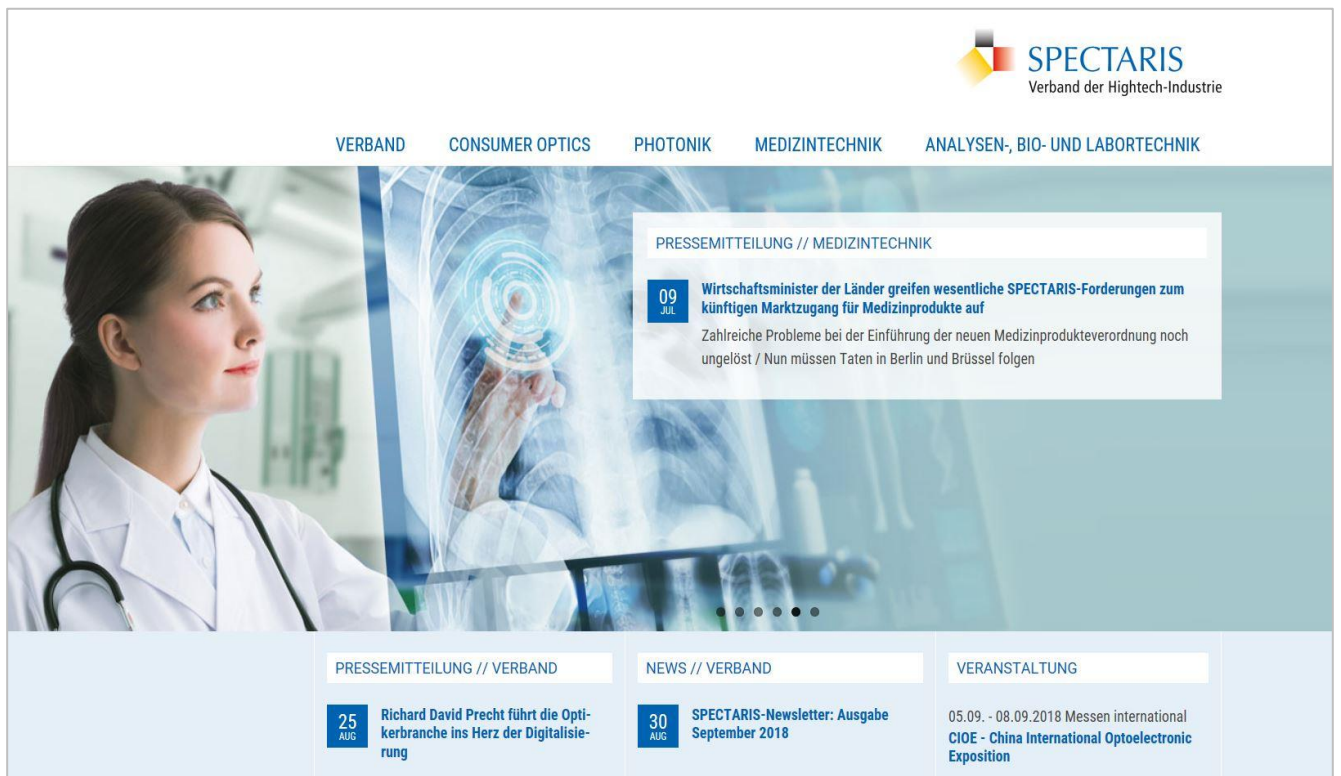 SPECTARIS
Verband der Hightech-Industrie
VERBAND CONSUMER OPTICS PHOTONIK MEDIZINTECHNIK ANALYSEN-, BIO- UND LABORTECHNIK
PRESSEMITTEILUNG // MEDIZINTECHNIK
09
JUL
Wirtschaftsminister der Länder greifen wesentliche SPECTARIS-Forderungen zum
künftigen Marktzugang für Medizinprodukte auf
Zahlreiche Probleme bei der Einführung der neuen Medizinprodukteverordnung noch
ungelöst / Nun müssen Taten in Berlin und Brüssel folgen
PRESSEMITTEILUNG // VERBAND
25
AUG
Richard David Precht führt die Opti-
kerbranche ins Herz der Digitalisie-
rung
NEWS // VERBAND
30
AUG
SPECTARIS-Newsletter: Ausgabe
September 2018
VERANSTALTUNG
05.09. - 08.09.2018 Messen international
CIOE - China International Optoelectronic
Exposition